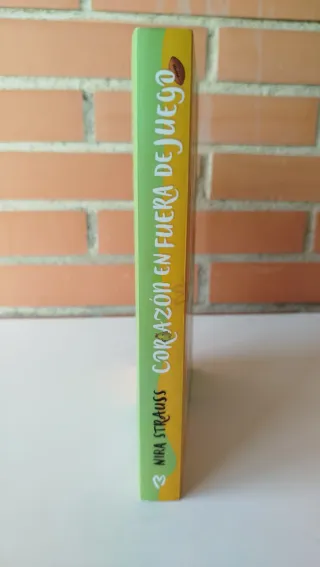 NIRA STRAUSS
CORAZÓN EN FUERA DE JUEGO